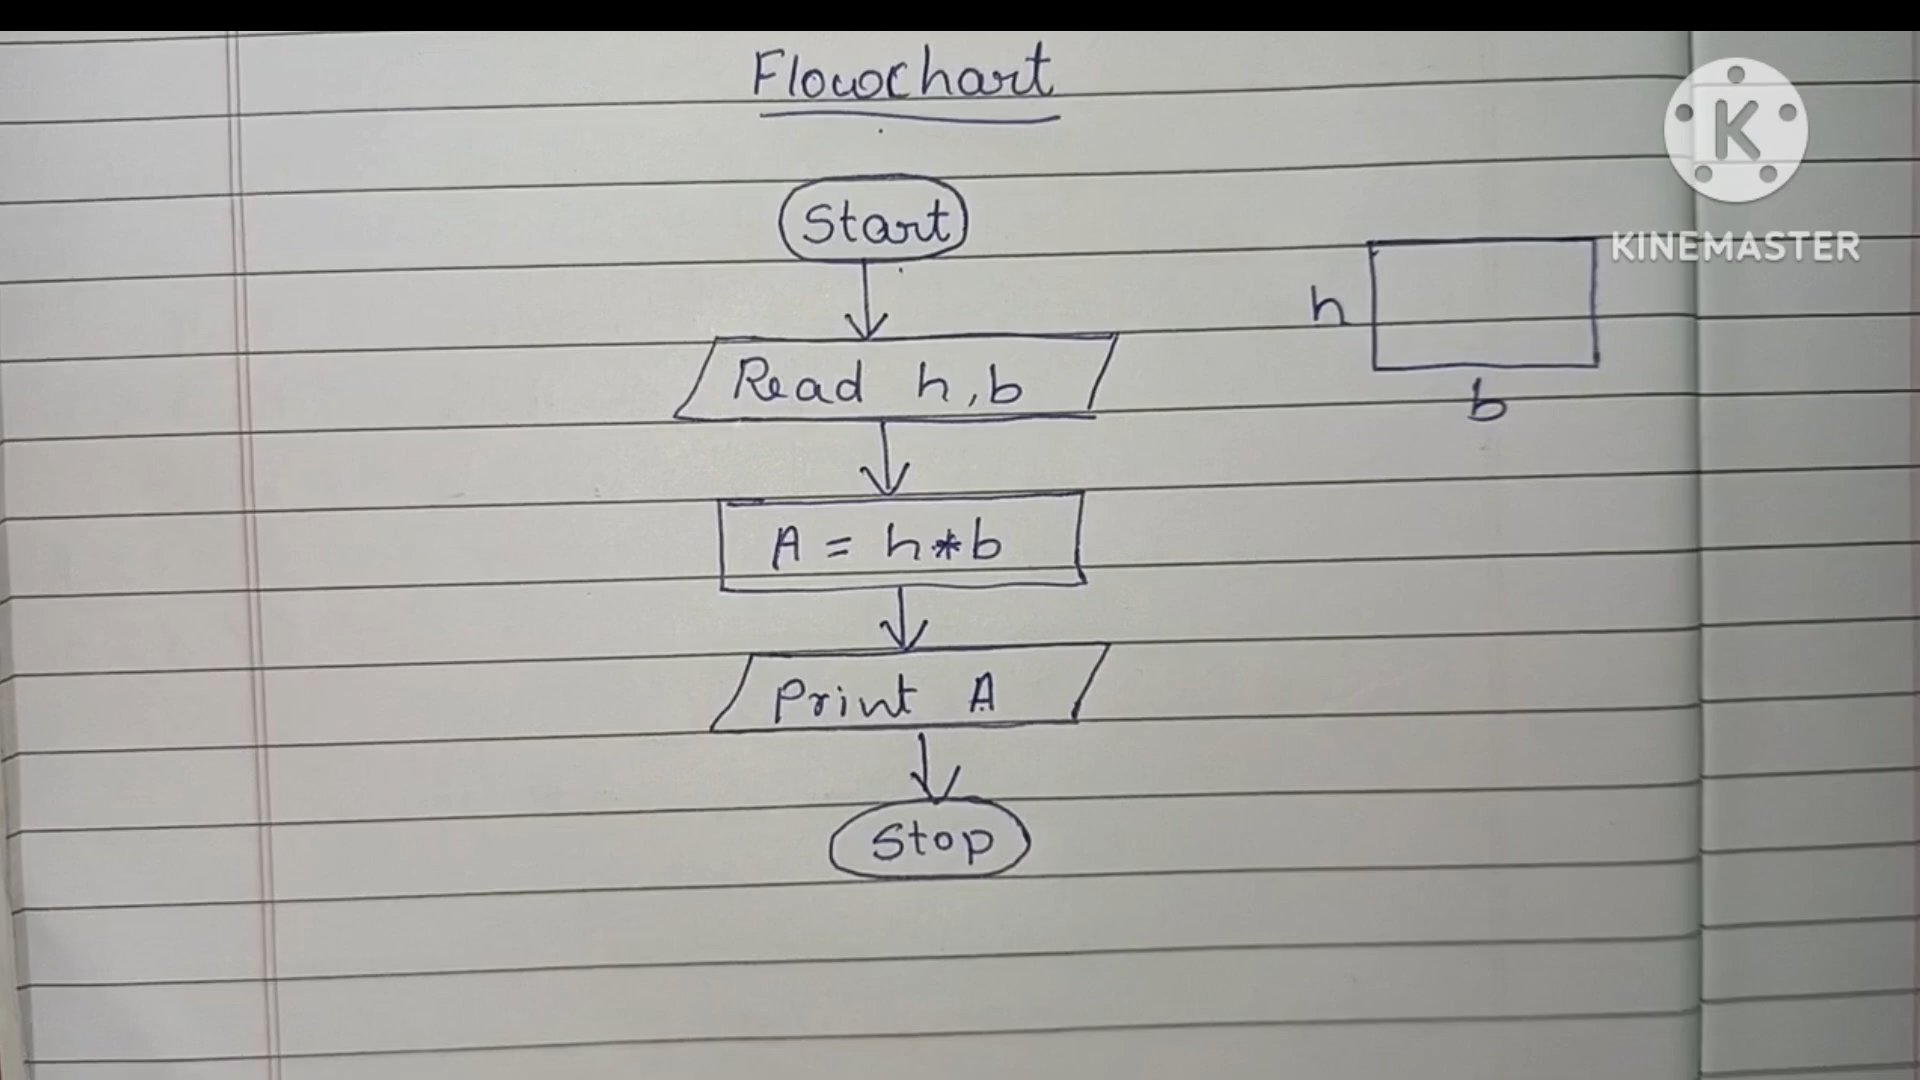 Flowchart
Start
Read h, b
A = h*b
Print A
Stop
h
b
K
KINEMASTER